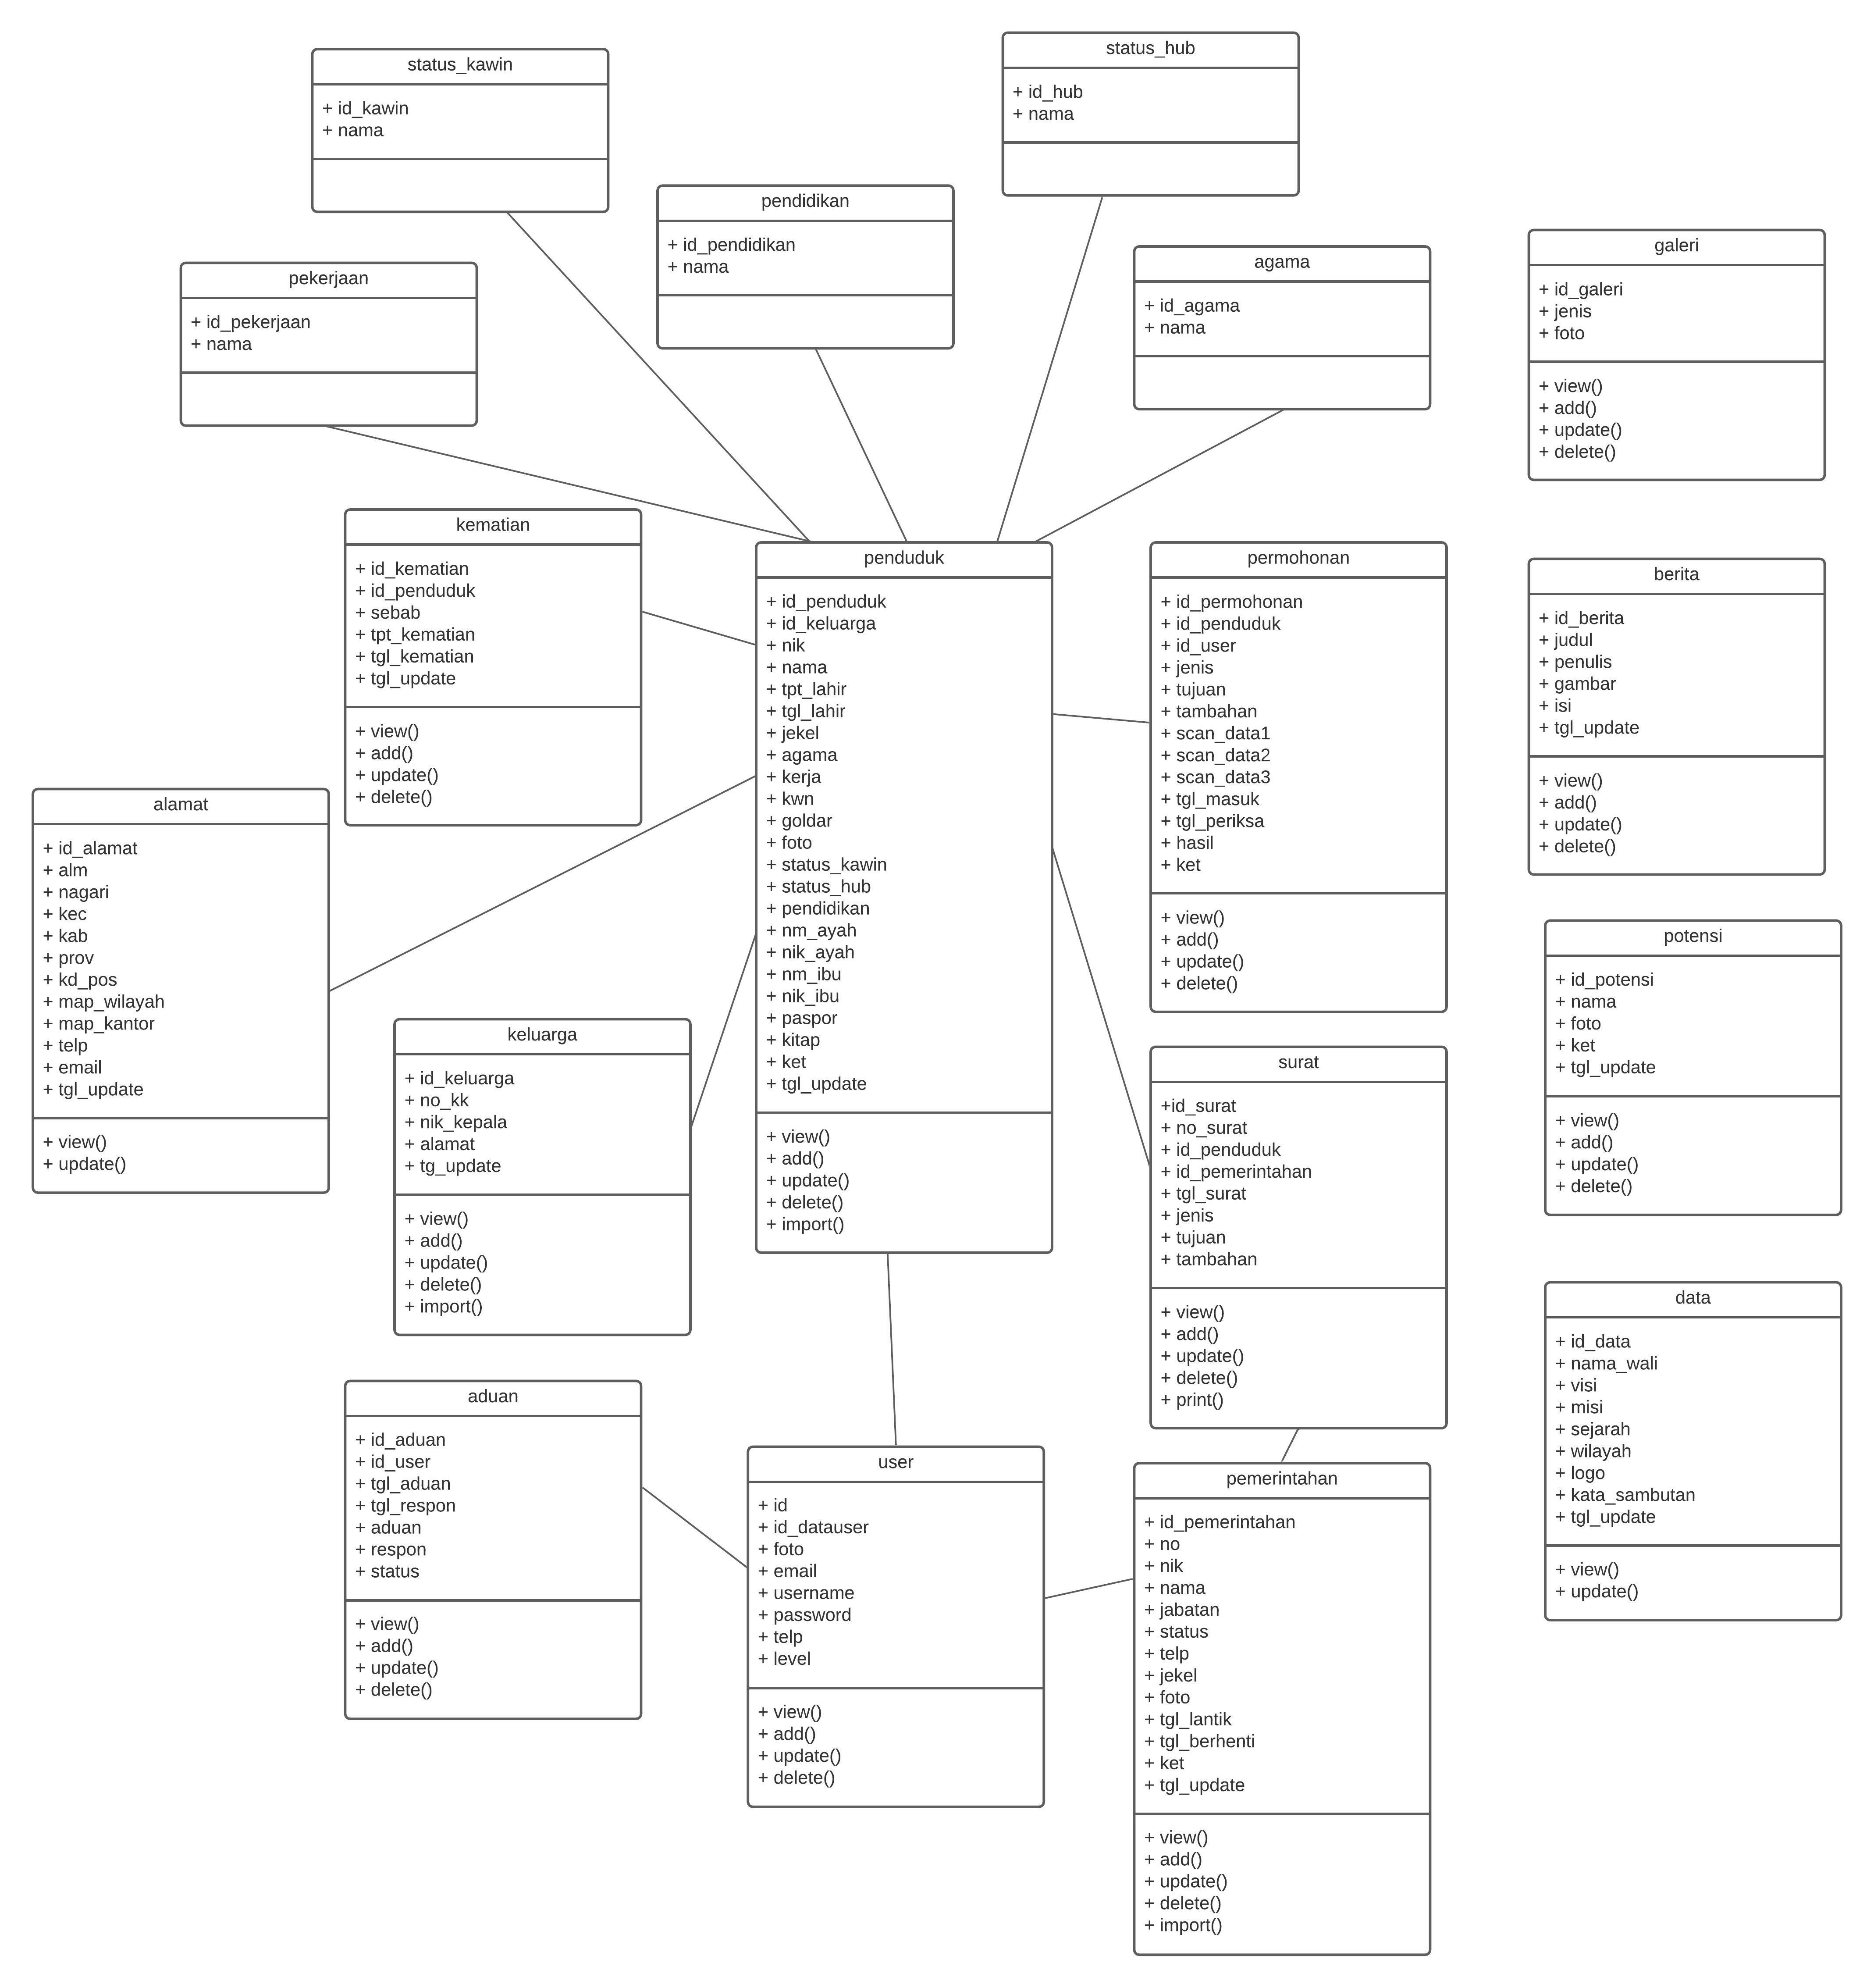 status_kawin
+ id_kawin
+ nama
status_hub
+ id_hub
+ nama
pendidikan
+ id_pendidikan
+ nama
pekerjaan
+ id_pekerjaan
+ nama
agama
+ id_agama
+ nama
galeri
+ id_galeri
+ jenis
+ foto
+ view()
+ add()
+ update()
+ delete()
kematian
+ id_kematian
+ id_penduduk
+ sebab
+ tpt_kematian
+ tgl_kematian
+ tgl_update
+ view()
+ add()
+ update()
+ delete()
penduduk
+ id_penduduk
+ id_keluarga
+ nik
+ nama
+ tpt_lahir
+ tgl_lahir
+ jekel
+ agama
+ kerja
+ kwn
+ goldar
+ foto
+ status_kawin
+ status_hub
+ pendidikan
+ nm_ayah
+ nik_ayah
+ nm_ibu
+ nik_ibu
+ paspor
+ kitap
+ ket
+ tgl_update
+ view()
+ add()
+ update()
+ delete()
+ import()
permohonan
+ id_permohonan
+ id_penduduk
+ id_user
+ jenis
+ tujuan
+ tambahan
+ scan_data1
+ scan_data2
+ scan_data3
+ tgl_masuk
+ tgl_periksa
+ hasil
+ ket
+ view()
+ add()
+ update()
+ delete()
berita
+ id_berita
+ judul
+ penulis
+ gambar
+ isi
+ tgl_update
+ view()
+ add()
+ update()
+ delete()
alamat
+ id_alamat
+ alm
+ nagari
+ kec
+ kab
+ prov
+ kd_pos
+ map_wilayah
+ map_kantor
+ telp
+ email
+ tgl_update
+ view()
+ update()
keluarga
+ id_keluarga
+ no_kk
+ nik_kepala
+ alamat
+ tg_update
+ view()
+ add()
+ update()
+ delete()
+ import()
surat
+id_surat
+ no_surat
+ id_penduduk
+ id_pemerintahan
+ tgl_surat
+ jenis
+ tujuan
+ tambahan
+ view()
+ add()
+ update()
+ delete()
+ print()
potensi
+ id_potensi
+ nama
+ foto
+ ket
+ tgl_update
+ view()
+ add()
+ update()
+ delete()
data
+ id_data
+ nama_wali
+ visi
+ misi
+ sejarah
+ wilayah
+ logo
+ kata_sambutan
+ tgl_update
+ view()
+ update()
aduan
+ id_aduan
+ id_user
+ tgl_aduan
+ tgl_respon
+ aduan
+ respon
+ status
+ view()
+ add()
+ update()
+ delete()
user
+ id
+ id_datauser
+ foto
+ email
+ username
+ password
+ telp
+ level
+ view()
+ add()
+ update()
+ delete()
pemerintahan
+ id_pemerintahan
+ no
+ nik
+ nama
+ jabatan
+ status
+ telp
+ jekel
+ foto
+ tgl_lantik
+ tgl_berhenti
+ ket
+ tgl_update
+ view()
+ add()
+ update()
+ delete()
+ import()